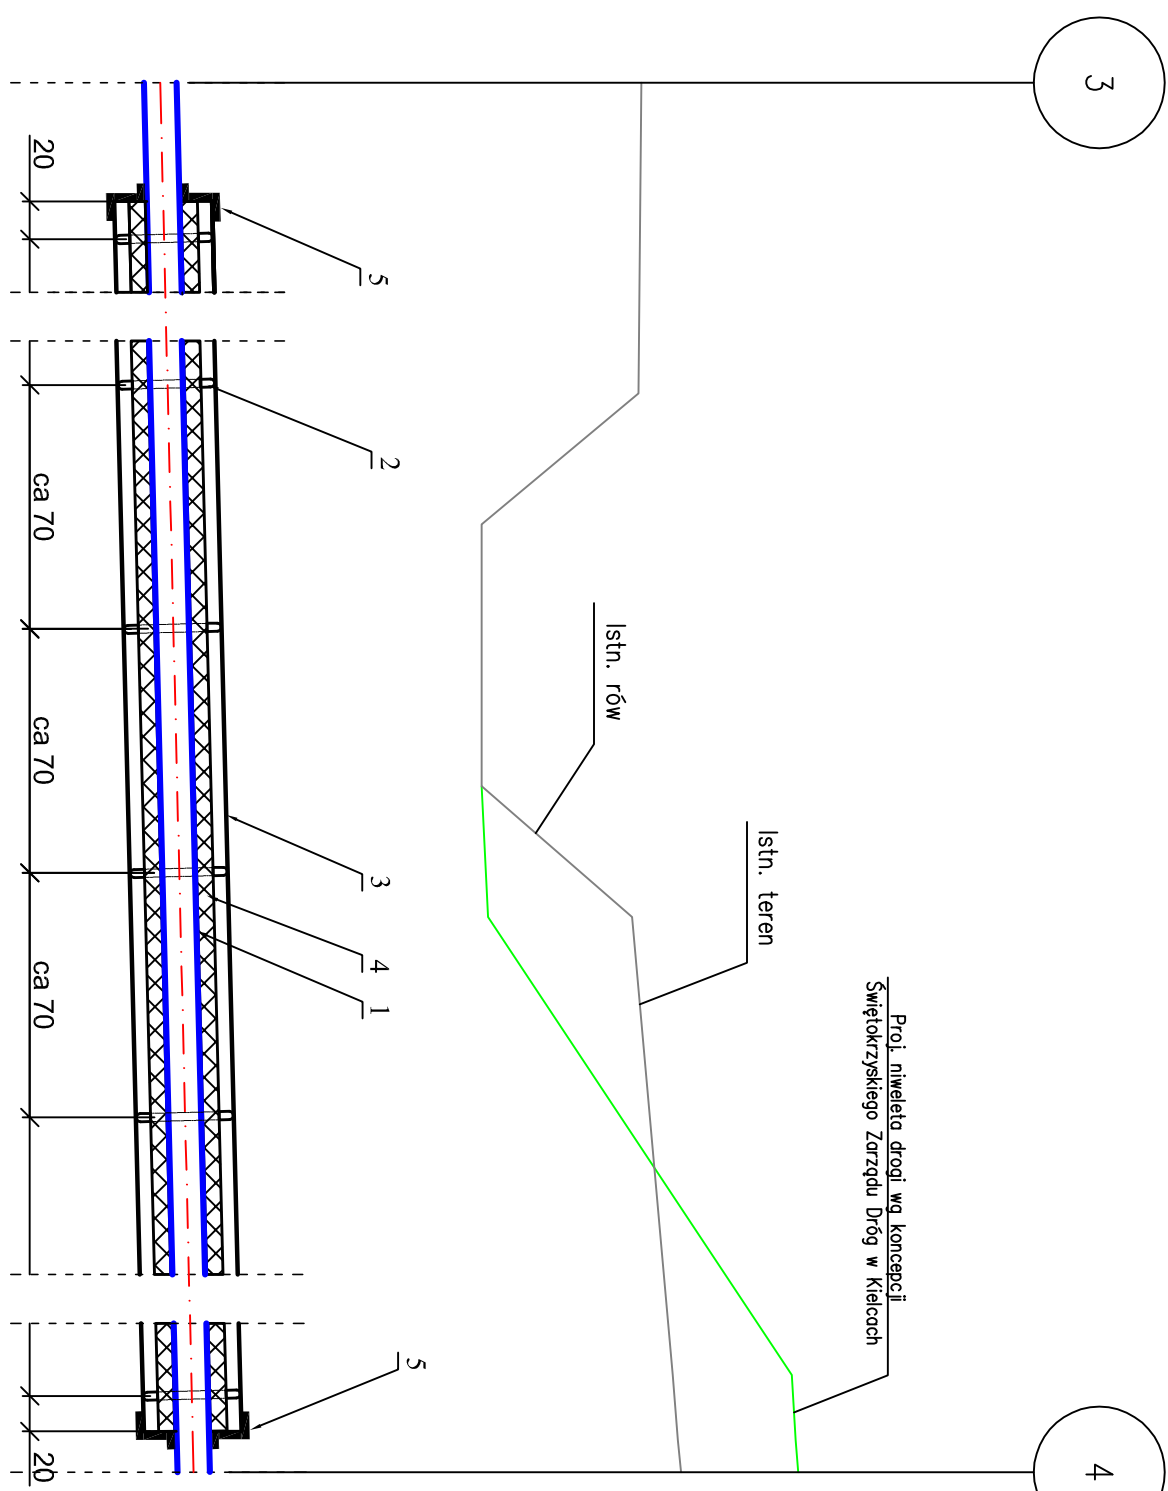 3
4
Proj. niweleta drogi wg koncepcji
Świętokrzyskiego Zarządu Dróg w Kielcach
Istn. teren
Istn. rów
5
2
3
4
1
5
20
ca 70
ca 70
ca 70
20